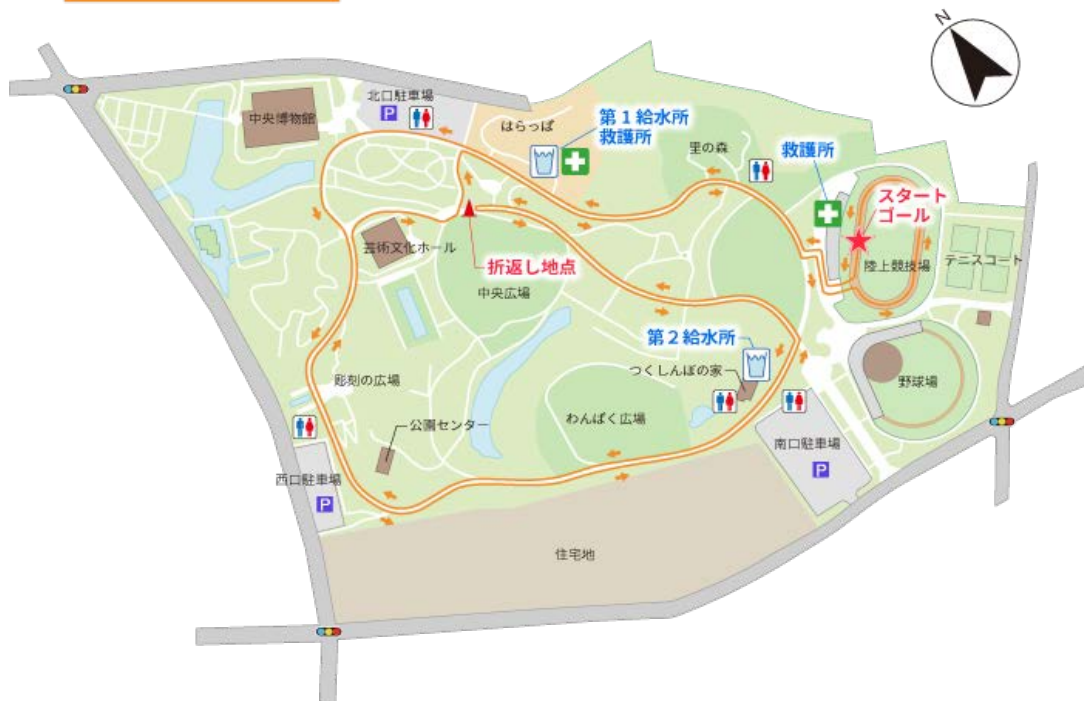 N
北口駐車場
P
中央博物館
はらっぱ
第1給水所
救護所
里の森
救護所
スタート
ゴール
芸術文化ホール
折返し地点
中央広場
陸上競技場
テニスコート
第2給水所
つくしんぼの家
彫刻の広場
わんぱく広場
野球場
公園センター
南口駐車場
P
西口駐車場
P
住宅地